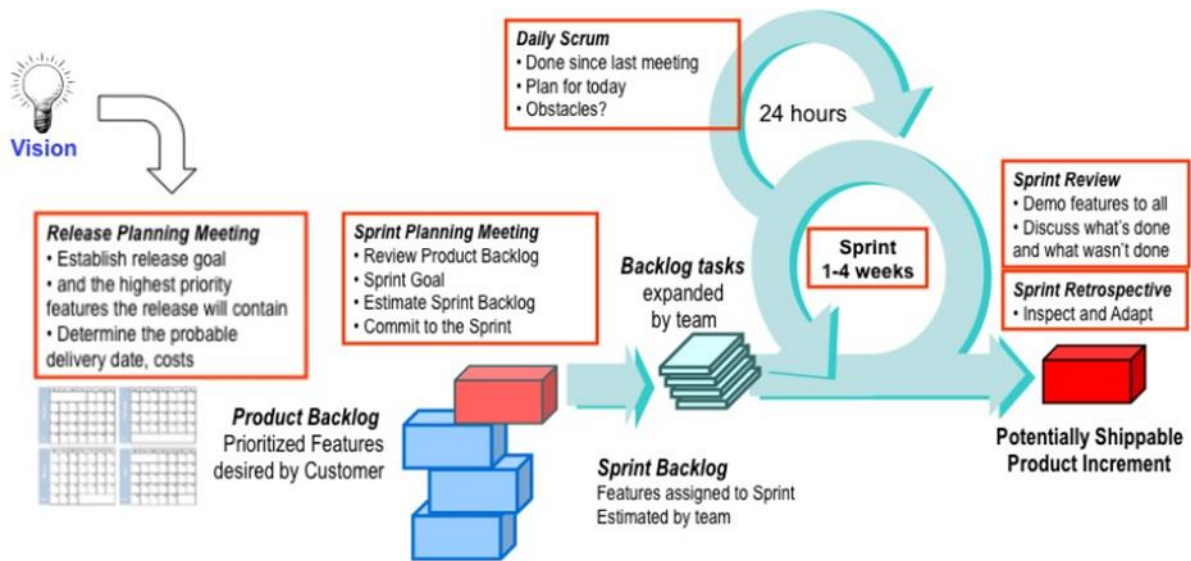 Vision
Release Planning Meeting
• Establish release goal
• and the highest priority
features the release will contain
• Determine the probable
delivery date, costs
Sprint Planning Meeting
• Review Product Backlog
• Sprint Goal
• Estimate Sprint Backlog
• Commit to the Sprint
Product Backlog
Prioritized Features
desired by Customer
Backlog tasks
expanded
by team
Sprint Backlog
Features assigned to Sprint
Estimated by team
Daily Scrum
• Done since last meeting
• Plan for today
• Obstacles?
24 hours
Sprint
1-4 weeks
Sprint Review
• Demo features to all
• Discuss what's done
and what wasn't done
Sprint Retrospective
• Inspect and Adapt
Potentially Shippable
Product Increment